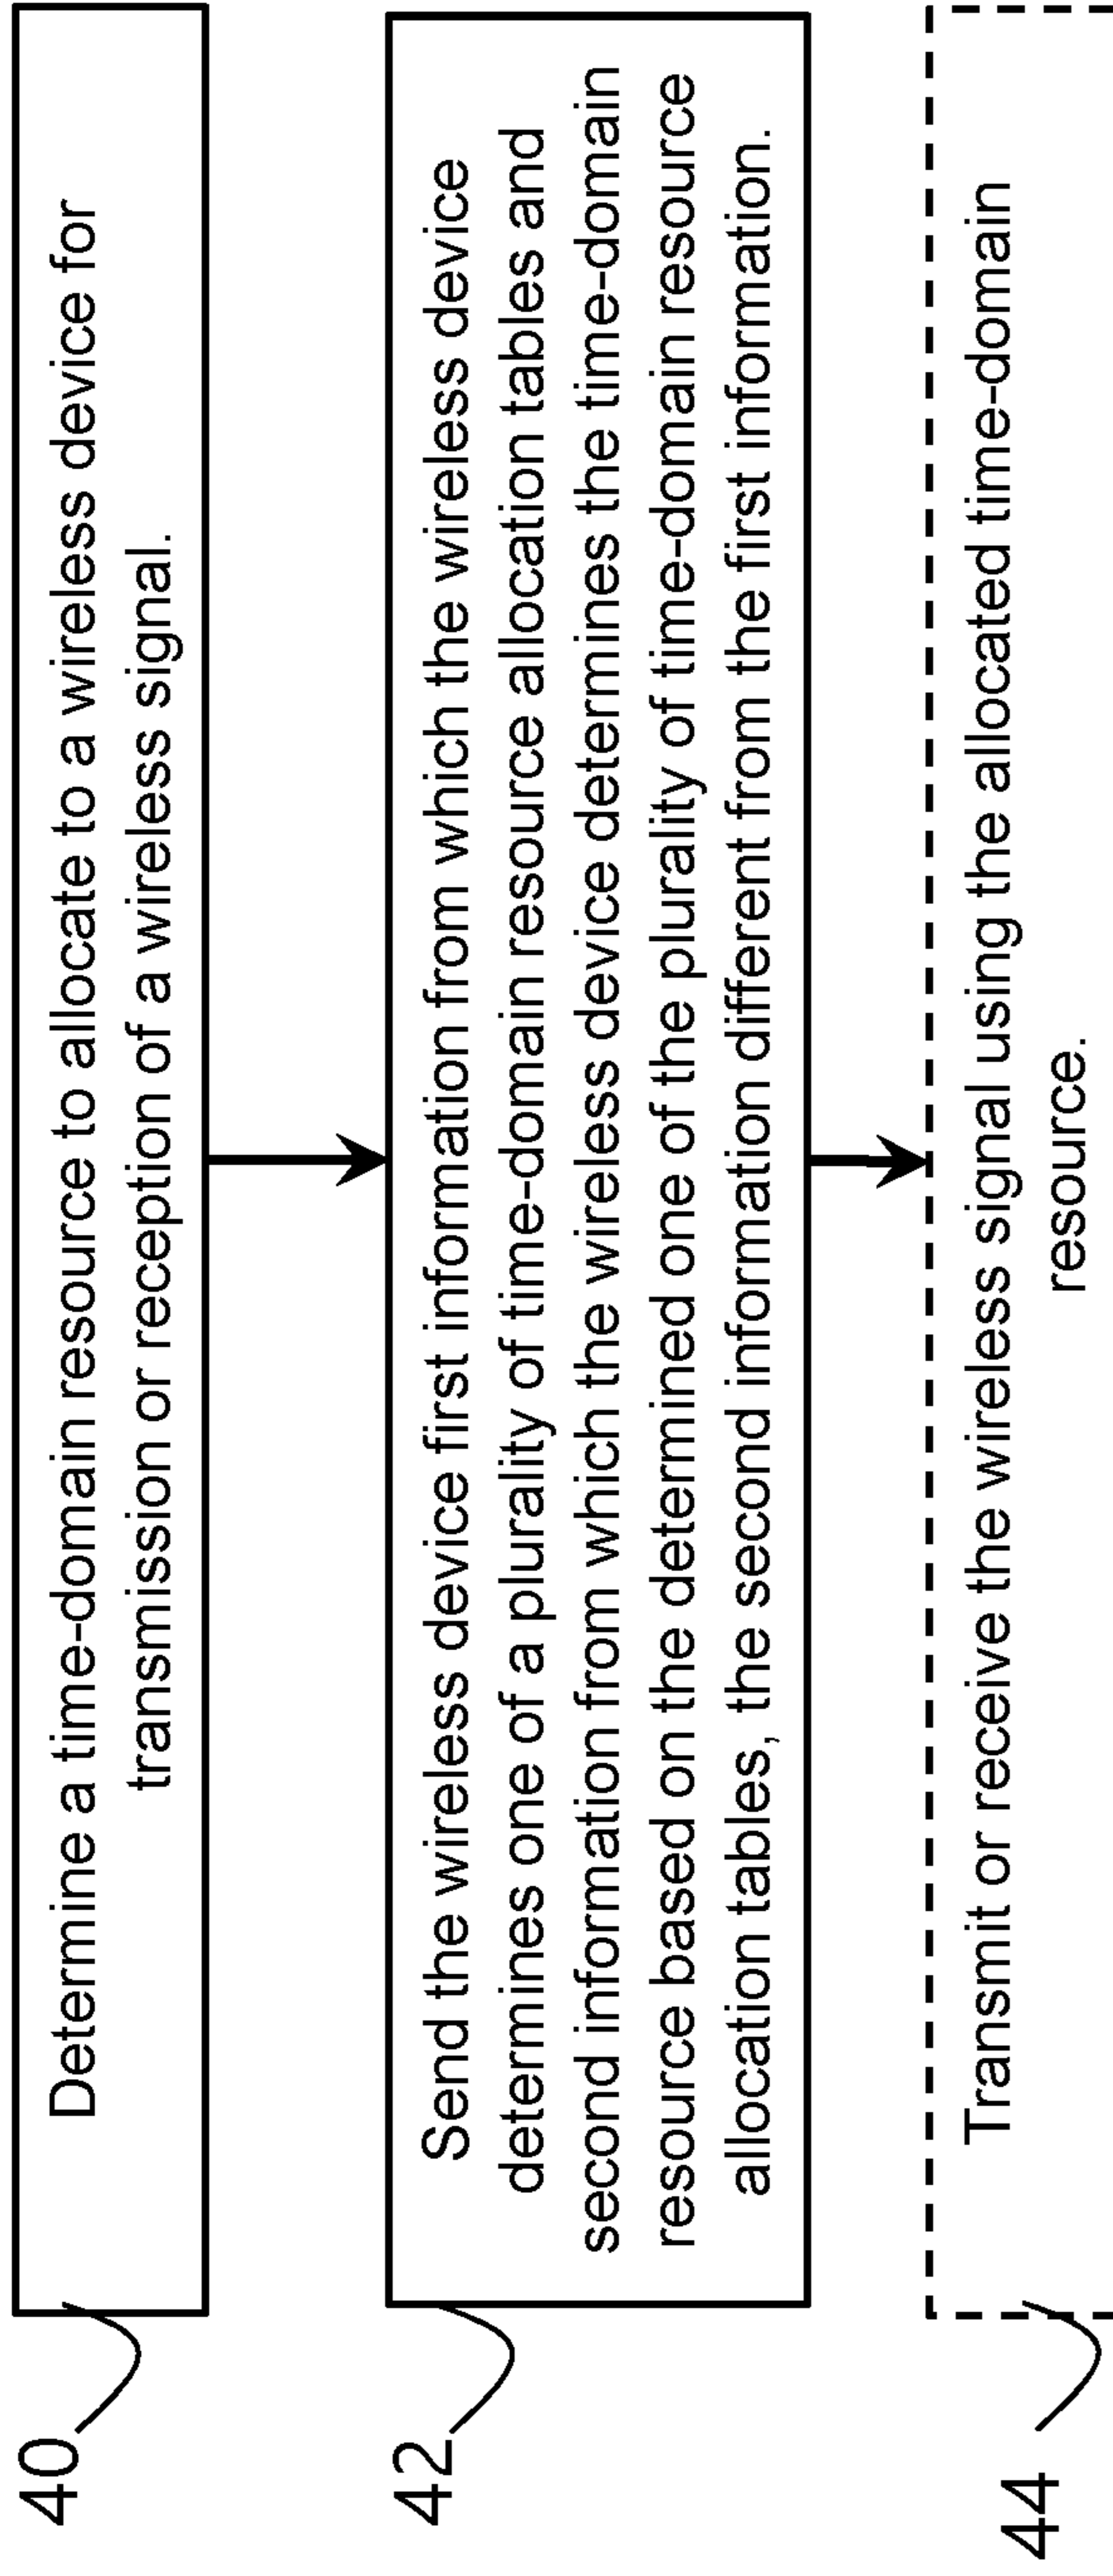 40
Determine a time-domain resource to allocate to a wireless device for
transmission or reception of a wireless signal.
42
Send the wireless device first information from which the wireless device
determines one of a plurality of time-domain resource allocation tables and
second information from which the wireless device determines the time-domain
resource based on the determined one of the plurality of time-domain resource
allocation tables, the second information different from the first information.
44
Transmit or receive the wireless signal using the allocated time-domain
resource.